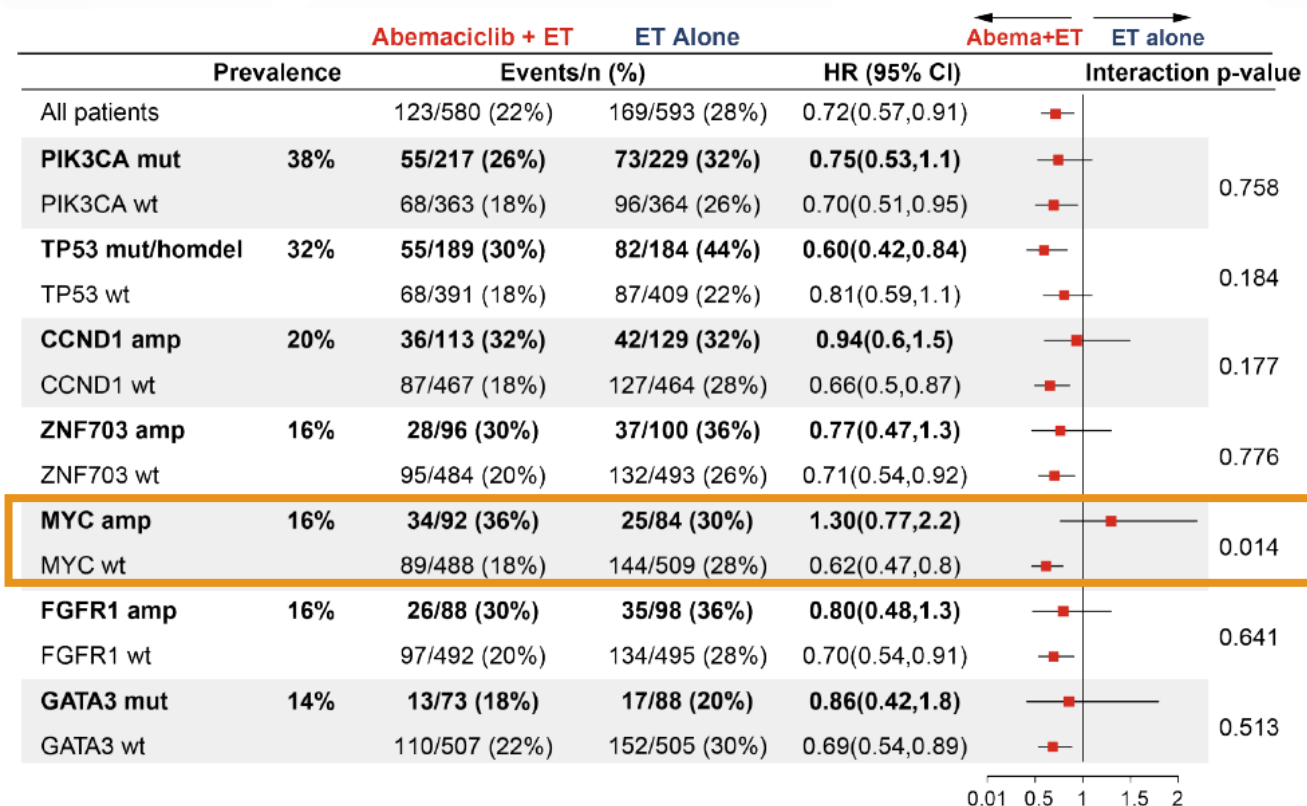 Abemaciclib + ET ET Alone Abema+ET ET alone
Prevalence Events/n (%) HR (95% CI) Interaction p-value
All patients 123/580 (22%) 169/593 (28%) 0.72(0.57,0.91)
PIK3CA mut 38% 55/217 (26%) 73/229 (32%) 0.75(0.53,1.1)
0.758
PIK3CA wt 68/363 (18%) 96/364 (26%) 0.70(0.51,0.95)
TP53 mut/homdel 32% 55/189 (30%) 82/184 (44%) 0.60(0.42,0.84)
0.184
TP53 wt 68/391 (18%) 87/409 (22%) 0.81(0.59,1.1)
CCND1 amp 20% 36/113 (32%) 42/129 (32%) 0.94(0.6,1.5)
0.177
CCND1 wt 87/467 (18%) 127/464 (28%) 0.66(0.5,0.87)
ZNF703 amp 16% 28/96 (30%) 37/100 (36%) 0.77(0.47,1.3)
0.776
ZNF703 wt 95/484 (20%) 132/493 (26%) 0.71(0.54,0.92)
MYC amp 16% 34/92 (36%) 25/84 (30%) 1.30(0.77,2.2)
0.014
MYC wt 89/488 (18%) 144/509 (28%) 0.62(0.47,0.8)
FGFR1 amp 16% 26/88 (30%) 35/98 (36%) 0.80(0.48,1.3)
0.641
FGFR1 wt 97/492 (20%) 134/495 (28%) 0.70(0.54,0.91)
GATA3 mut 14% 13/73 (18%) 17/88 (20%) 0.86(0.42,1.8)
0.513
GATA3 wt 110/507 (22%) 152/505 (30%) 0.69(0.54,0.89)
0.01 0.5 1 1.5 2